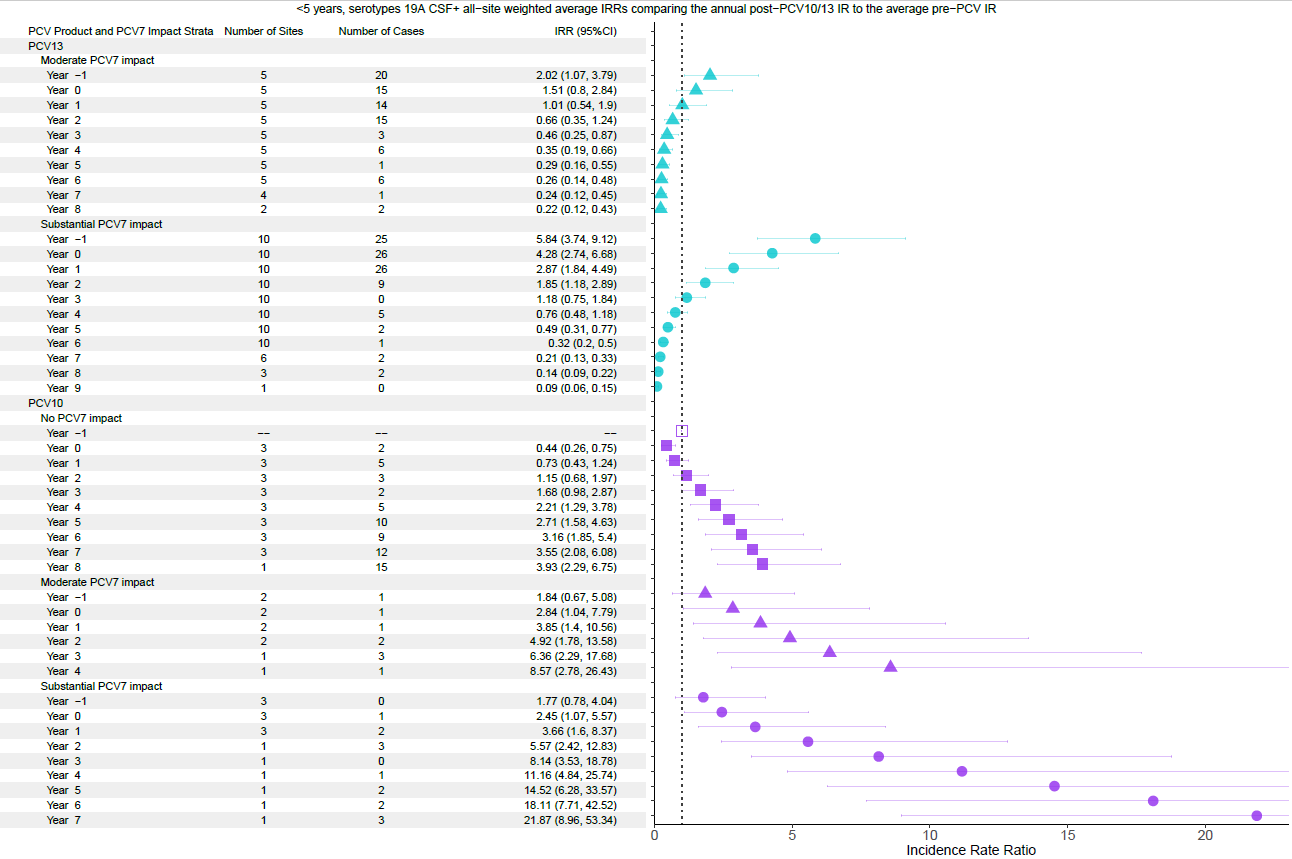 <5 years, serotypes 19A CSF+ all−site weighted average IRRs comparing the annual post−PCV10/13 IR to the average pre−PCV IR
PCV Product and PCV7 Impact Strata Number of Sites Number of Cases IRR (95%CI)
PCV13
Moderate PCV7 impact
Year −1 5 20 2.02 (1.07, 3.79)
Year 0 5 15 1.51 (0.8, 2.84)
Year 1 5 14 1.01 (0.54, 1.9)
Year 2 5 15 0.66 (0.35, 1.24)
Year 3 5 3 0.46 (0.25, 0.87)
Year 4 5 6 0.35 (0.19, 0.66)
Year 5 5 1 0.29 (0.16, 0.55)
Year 6 5 6 0.26 (0.14, 0.48)
Year 7 4 1 0.24 (0.12, 0.45)
Year 8 2 2 0.22 (0.12, 0.43)
Substantial PCV7 impact
Year −1 10 25 5.84 (3.74, 9.12)
Year 0 10 26 4.28 (2.74, 6.68)
Year 1 10 26 2.87 (1.84, 4.49)
Year 2 10 9 1.85 (1.18, 2.89)
Year 3 10 0 1.18 (0.75, 1.84)
Year 4 10 5 0.76 (0.48, 1.18)
Year 5 10 2 0.49 (0.31, 0.77)
Year 6 10 1 0.32 (0.2, 0.5)
Year 7 6 2 0.21 (0.13, 0.33)
Year 8 3 2 0.14 (0.09, 0.22)
Year 9 1 0 0.09 (0.06, 0.15)
PCV10
No PCV7 impact
Year −1 −− −− −−
Year 0 3 2 0.44 (0.26, 0.75)
Year 1 3 5 0.73 (0.43, 1.24)
Year 2 3 3 1.15 (0.68, 1.97)
Year 3 3 2 1.68 (0.98, 2.87)
Year 4 3 5 2.21 (1.29, 3.78)
Year 5 3 10 2.71 (1.58, 4.63)
Year 6 3 9 3.16 (1.85, 5.4)
Year 7 3 12 3.55 (2.08, 6.08)
Year 8 1 15 3.93 (2.29, 6.75)
Moderate PCV7 impact
Year −1 2 1 1.84 (0.67, 5.08)
Year 0 2 1 2.84 (1.04, 7.79)
Year 1 2 1 3.85 (1.4, 10.56)
Year 2 2 2 4.92 (1.78, 13.58)
Year 3 1 3 6.36 (2.29, 17.68)
Year 4 1 1 8.57 (2.78, 26.43)
Substantial PCV7 impact
Year −1 3 0 1.77 (0.78, 4.04)
Year 0 3 1 2.45 (1.07, 5.57)
Year 1 3 2 3.66 (1.6, 8.37)
Year 2 1 3 5.57 (2.42, 12.83)
Year 3 1 0 8.14 (3.53, 18.78)
Year 4 1 1 11.16 (4.84, 25.74)
Year 5 1 2 14.52 (6.28, 33.57)
Year 6 1 2 18.11 (7.71, 42.52)
Year 7 1 3 21.87 (8.96, 53.34)
0 5 10 15 20
Incidence Rate Ratio